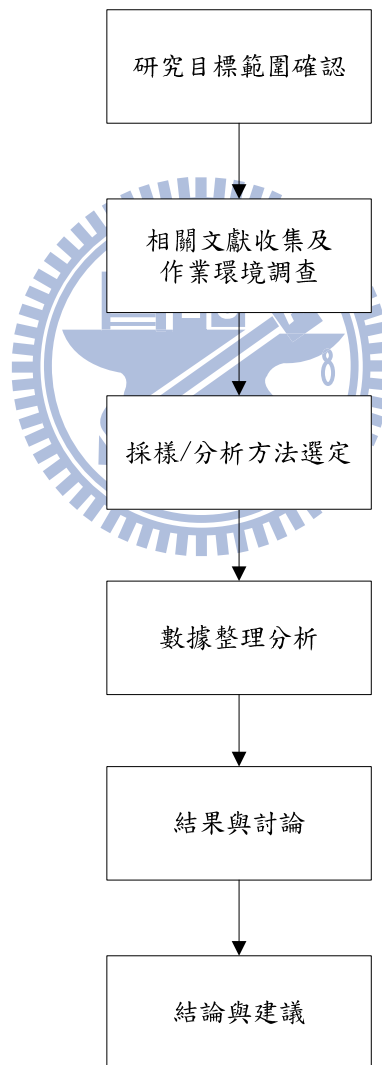 研究目標範圍確認
相關文獻收集及
作業環境調查
採樣/分析方法選定
數據整理分析
結果與討論
結論與建議